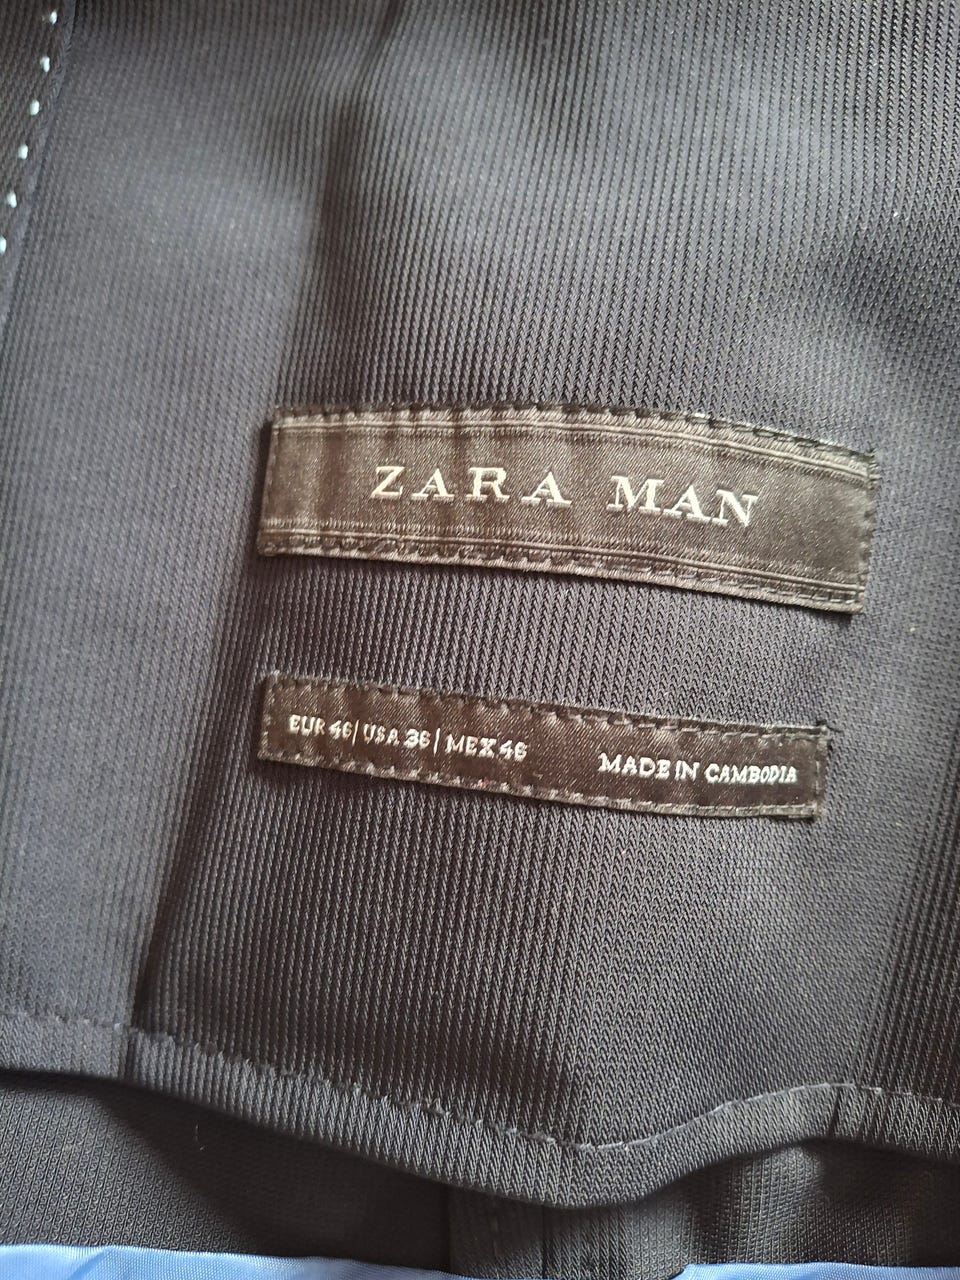 ZARA MAN
EUR 46| USA 36| MEX 46 MADE IN CAMBODIA